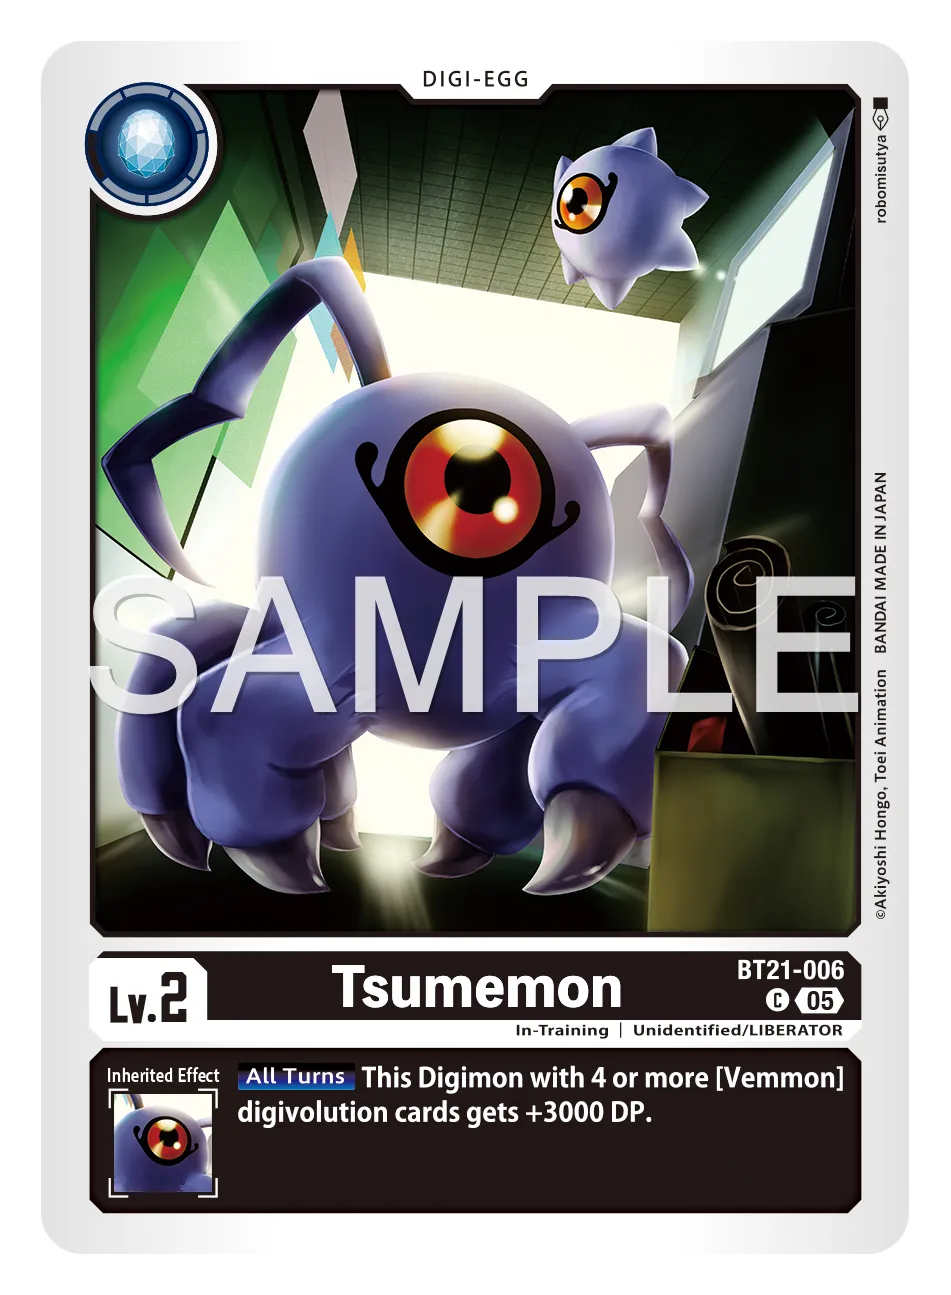 DIGI-EGG
robomisutya
SAMPLE
©Akiyoshi Hongo, Toei Animation BANDAI MADE IN JAPAN
Lv.2
Tsumemon
BT21-006
C 05
In-Training | Unidentified/LIBERATOR
Inherited Effect
All Turns This Digimon with 4 or more [Vemmon]
digivolution cards gets +3000 DP.